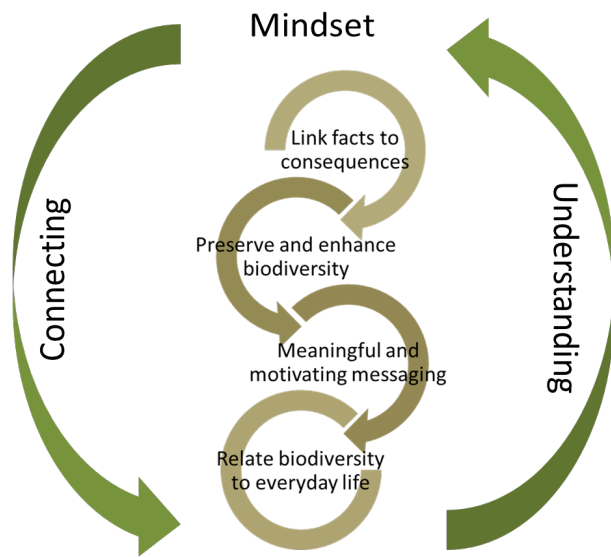 Mindset
Link facts to
consequences
Connecting
Understanding
Preserve and enhance
biodiversity
Meaningful and
motivating messaging
Relate biodiversity
to everyday life